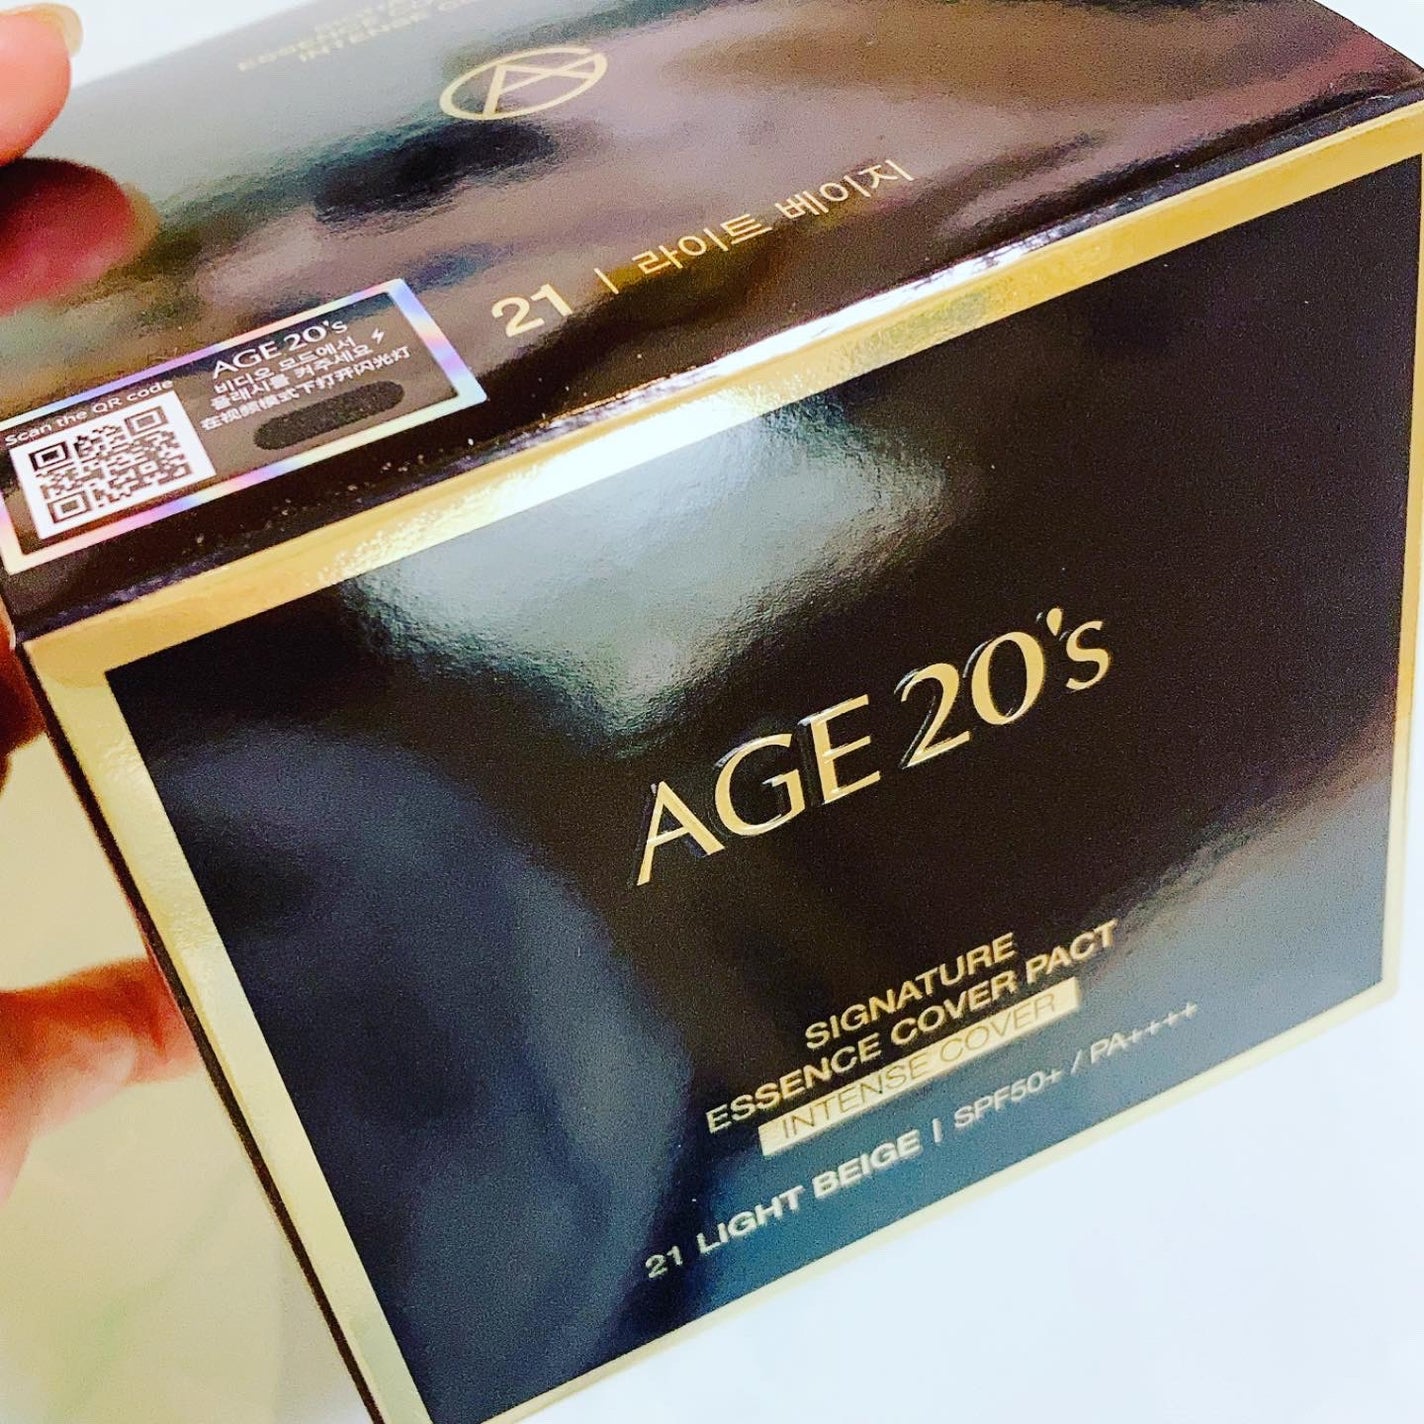 INTENSE
21 | 라이트 베이지
Scan the QR code
AGE 20's
비디오 모드에서
플래시를 켜주세요
在视频模式下打开闪光灯
AGE 20's
SIGNATURE
ESSENCE COVER PACT
INTENSE COVER
21 LIGHT BEIGE | SPF50+ / PA++++